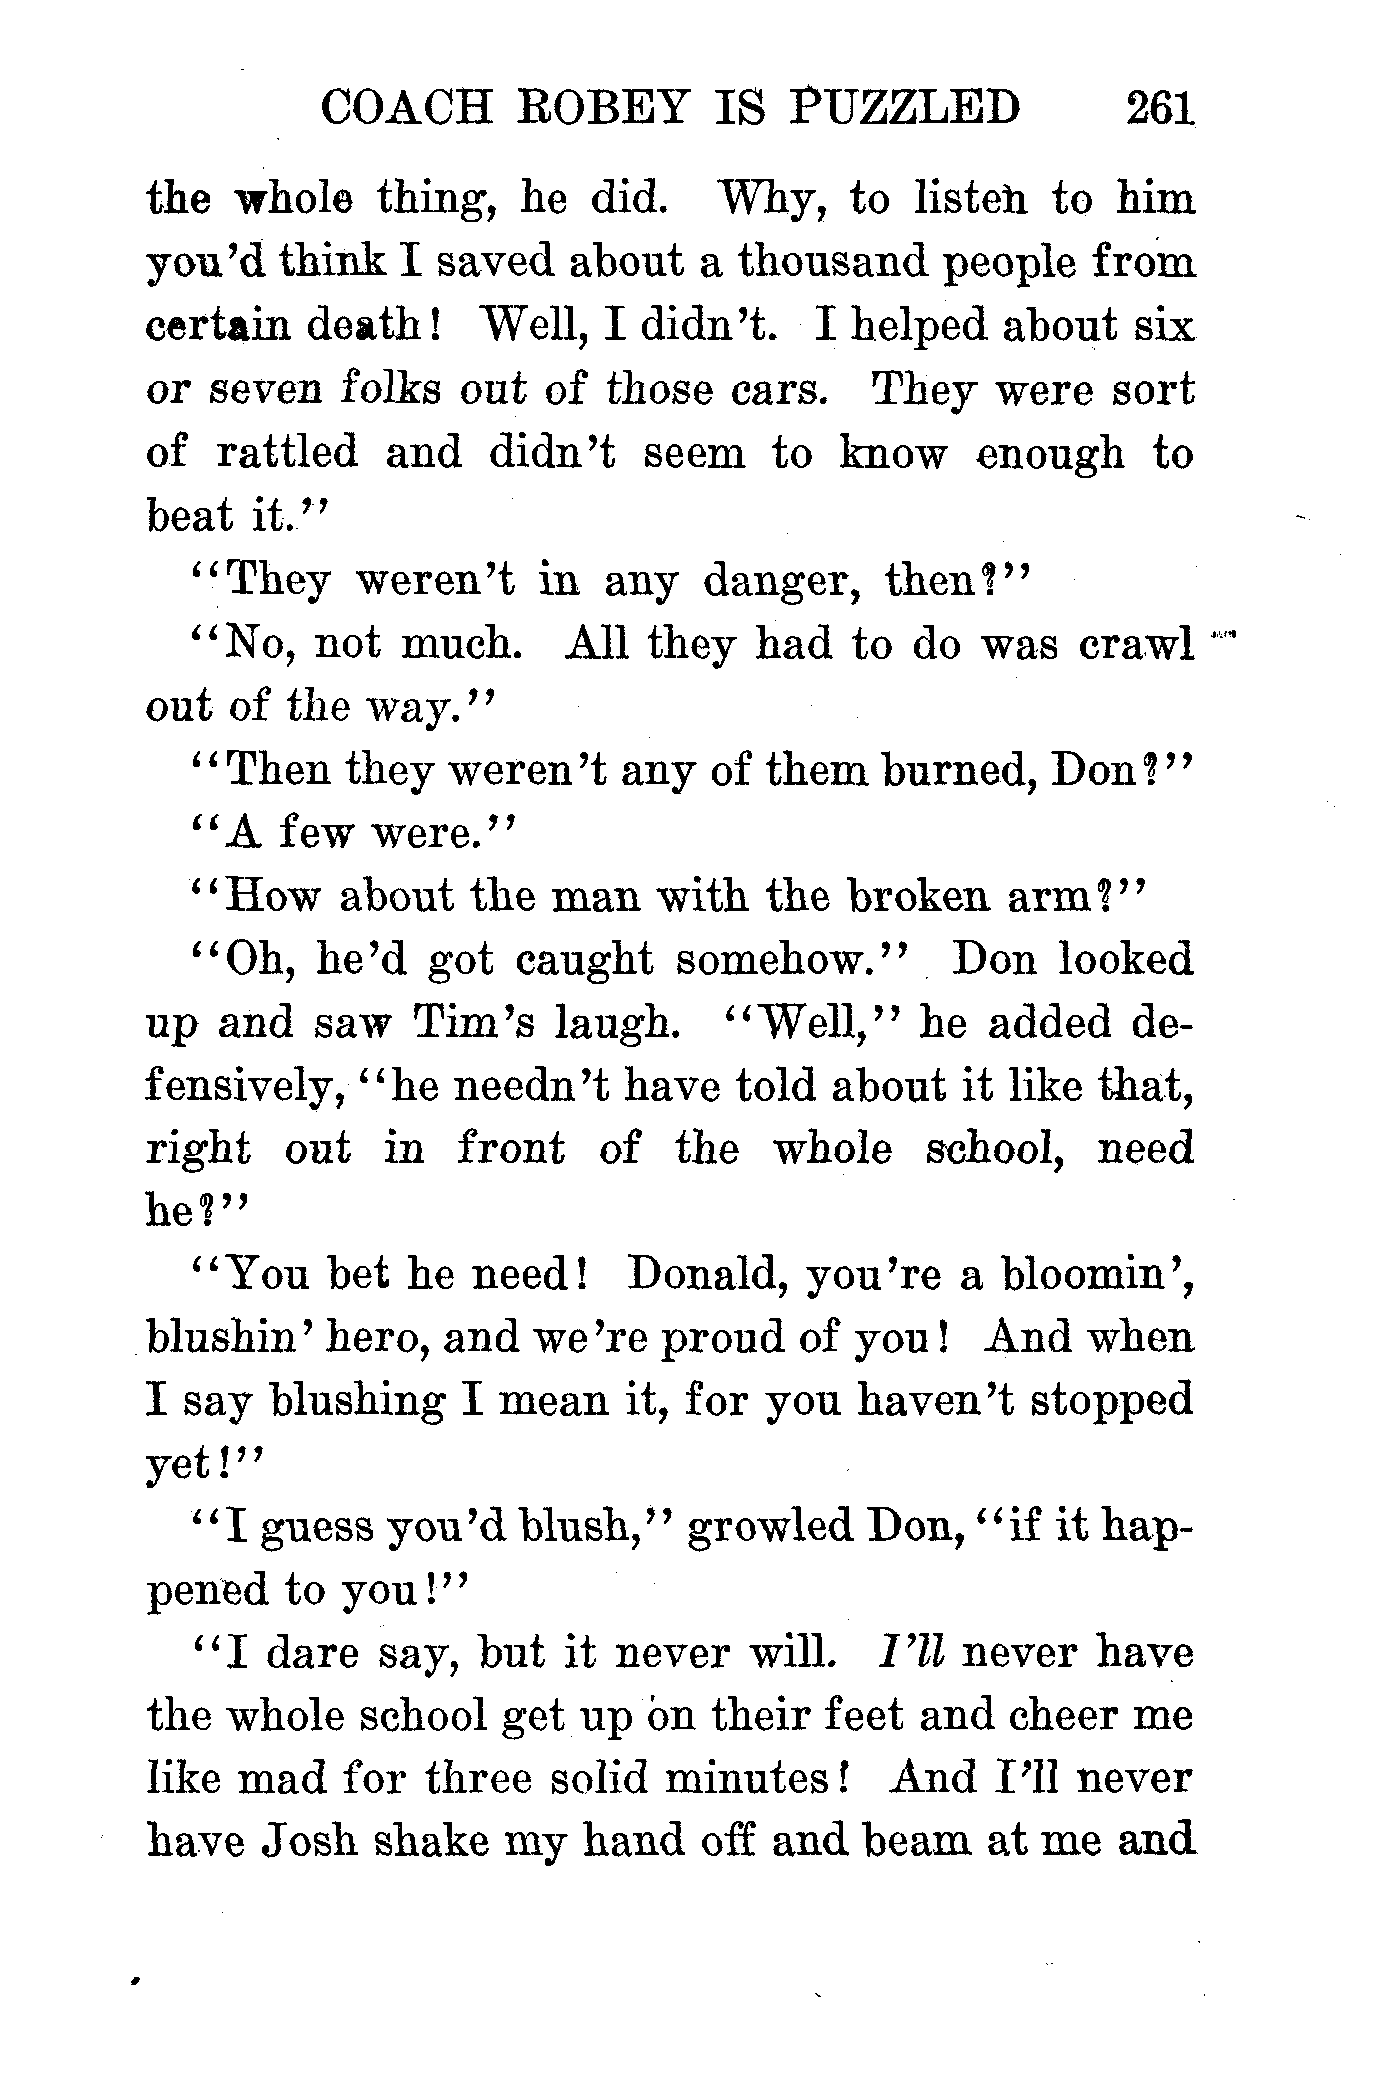 COACH ROBEY IS PUZZLED 261
the whole thing, he did. Why, to listen to him
you'd think I saved about a thousand people from
certain death! Well, I didn't. I helped about six
or seven folks out of those cars. They were sort
of rattled and didn't seem to know enough to
beat it."
"They weren't in any danger, then?"
"No, not much. All they had to do was crawl
out of the way."
"Then they weren't any of them burned, Don?"
"A few were."
"How about the man with the broken arm?"
"Oh, he'd got caught somehow." Don looked
up and saw Tim's laugh. "Well," he added de-
fensively, "he needn't have told about it like that,
right out in front of the whole school, need
he?"
"You bet he need! Donald, you're a bloomin',
blushin' hero, and we're proud of you! And when
I say blushing I mean it, for you haven't stopped
yet!"
"I guess you'd blush," growled Don, "if it hap-
pened to you!"
"I dare say, but it never will. I'll never have
the whole school get up on their feet and cheer me
like mad for three solid minutes! And I'll never
have Josh shake my hand off and beam at me and